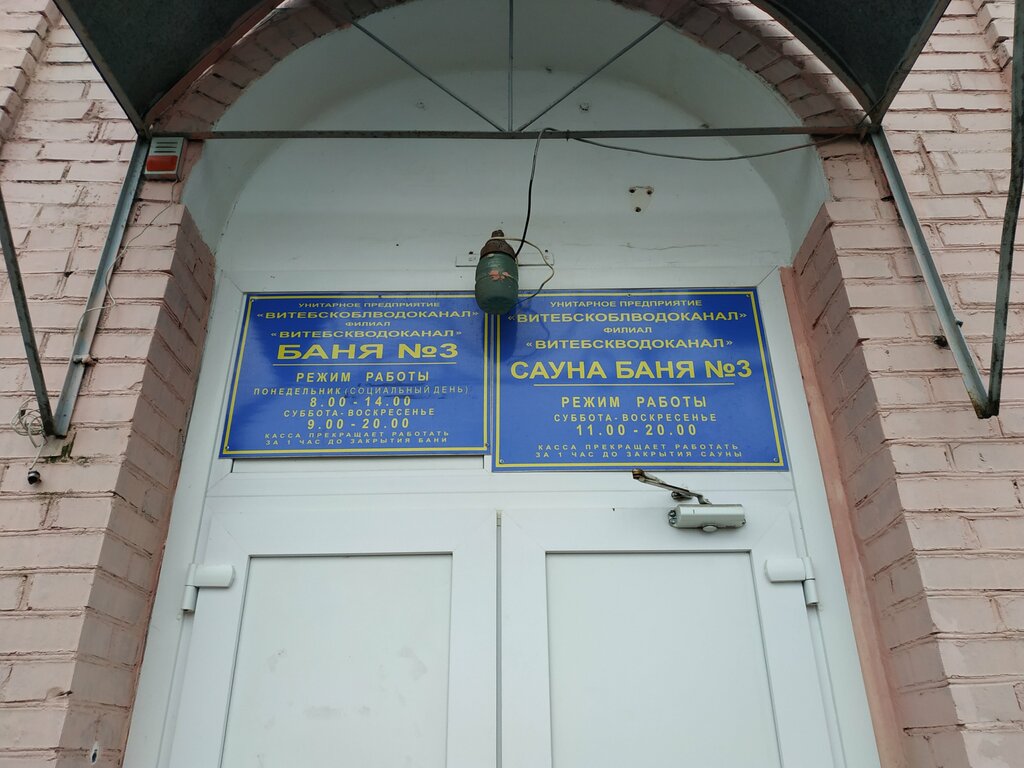 УНИТАРНОЕ ПРЕДПРИЯТИЕ
«ВИТЕБСКОБЛВОДОКАНАЛ»
ФИЛИАЛ
«ВИТЕБСКВОДОКАНАЛ»
БАНЯ №3
РЕЖИМ РАБОТЫ
ПОНЕДЕЛЬНИК (СОЦИАЛЬНЫЙ ДЕНЬ)
8.00 - 14.00
СУББОТА - ВОСКРЕСЕНЬЕ
9.00 - 20.00
КАССА ПРЕКРАЩАЕТ РАБОТАТЬ
ЗА 1 ЧАС ДО ЗАКРЫТИЯ БАНИ
УНИТАРНОЕ ПРЕДПРИЯТИЕ
«ВИТЕБСКОБЛВОДОКАНАЛ»
ФИЛИАЛ
«ВИТЕБСКВОДОКАНАЛ»
САУНА БАНЯ №3
РЕЖИМ РАБОТЫ
СУББОТА - ВОСКРЕСЕНЬЕ
11.00 - 20.00
КАССА ПРЕКРАЩАЕТ РАБОТАТЬ
ЗА 1 ЧАС ДО ЗАКРЫТИЯ САУНЫ